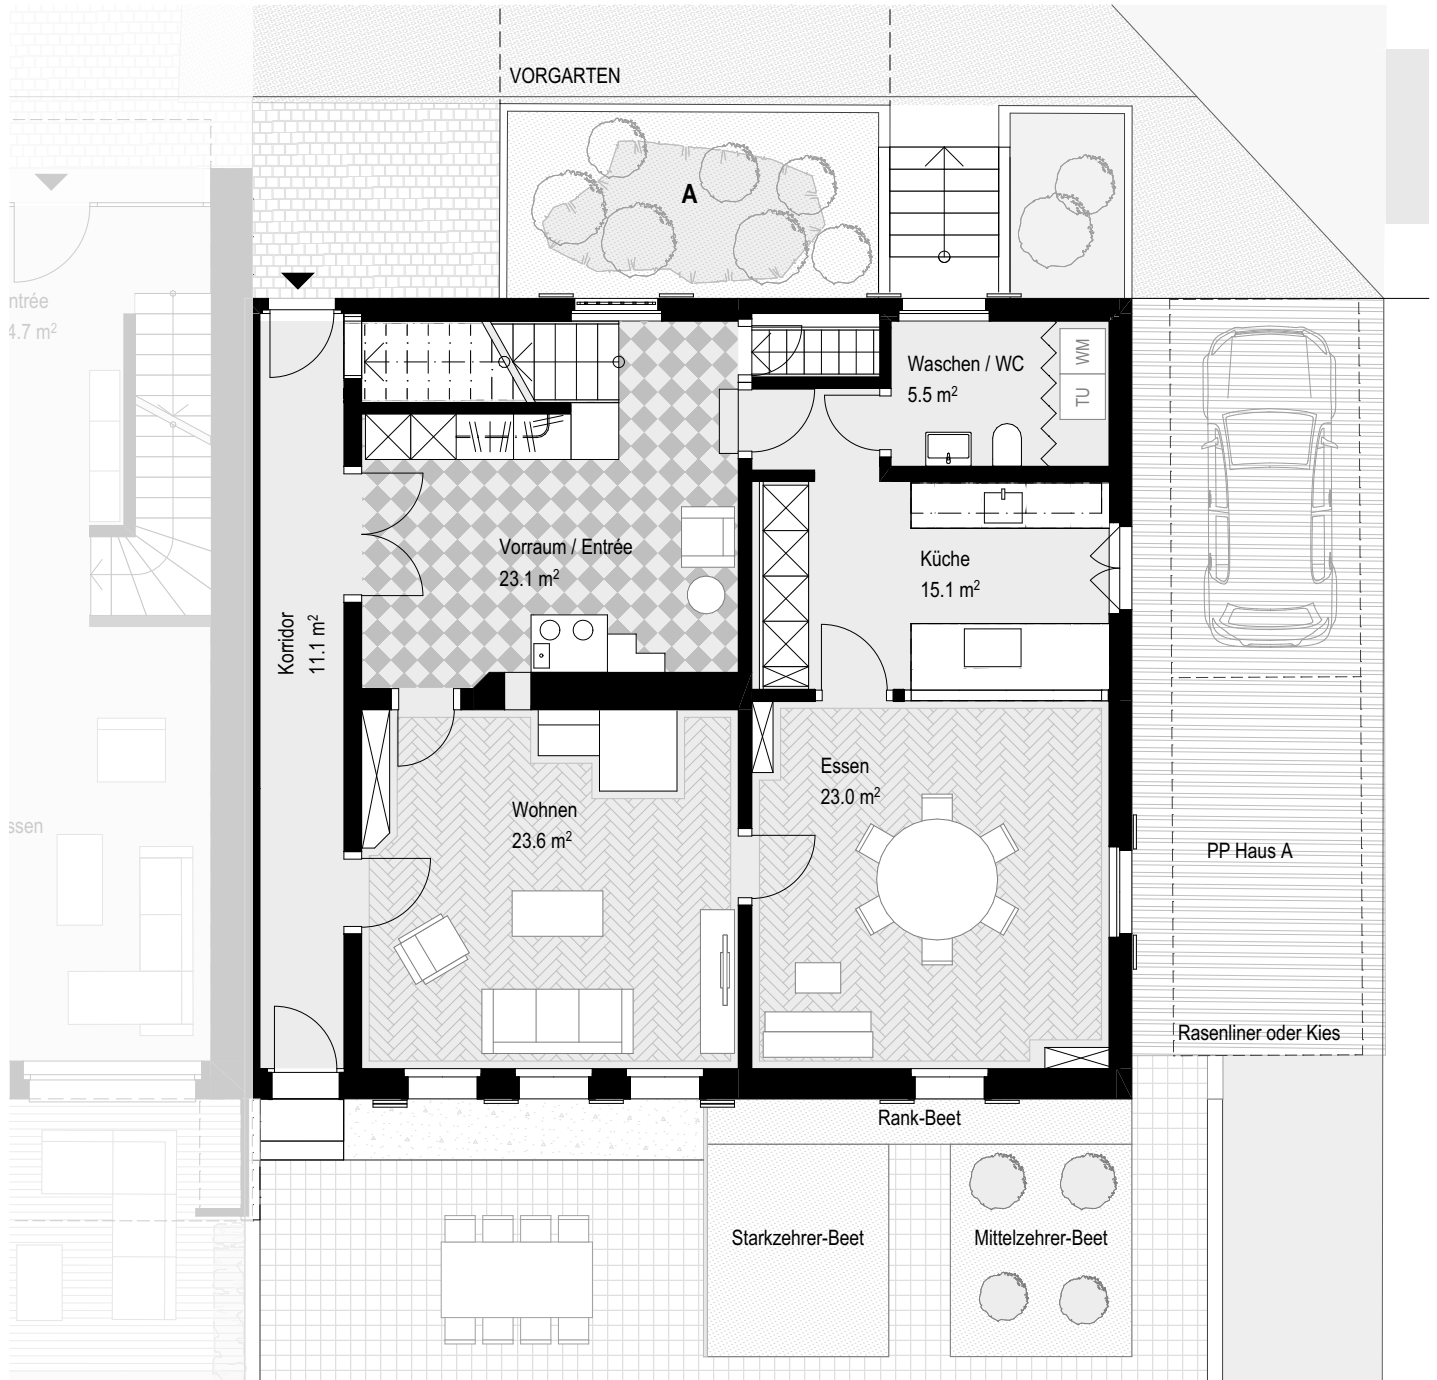 VORGARTEN
A
ntrée
4.7 m²
Waschen / WC
5.5 m²
WM
TU
Vorraum / Entrée
23.1 m²
Küche
15.1 m²
Korridor
11.1 m²
Essen
23.0 m²
Wohnen
23.6 m²
ssen
PP Haus A
Rasenliner oder Kies
Rank-Beet
Starkzehrer-Beet
Mittelzehrer-Beet